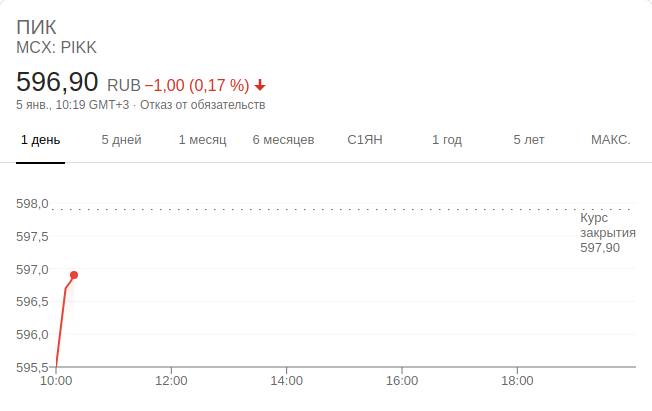 ПИК
MCX: PIKK
596,90 RUB −1,00 (0,17 %)
5 янв., 10:19 GMT+3 · Отказ от обязательств
1 день 5 дней 1 месяц 6 месяцев С1ЯН 1 год 5 лет МАКС.
598,0
Курс
закрытия
597,90
597,5
597,0
596,5
596,0
595,5
10:00 12:00 14:00 16:00 18:00